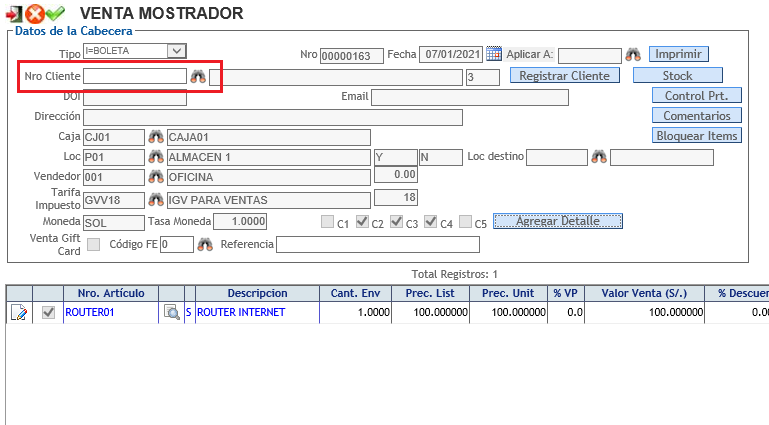 VENTA MOSTRADOR
Datos de la Cabecera
Tipo I=BOLETA Nro 00000163 Fecha 07/01/2021 Aplicar A: Imprimir
Nro Cliente 3 Registrar Cliente Stock
DOI Email Control Prt.
Dirección Comentarios
Caja CJ01 CAJA01 Bloquear Items
Loc P01 ALMACEN 1 Y N Loc destino
Vendedor 001 OFICINA 0.00
Tarifa Impuesto GVV18 IGV PARA VENTAS 18
Moneda SOL Tasa Moneda 1.0000 C1 C2 C3 C4 C5 Agregar Detalle
Venta Gift Card Código FE 0 Referencia
Total Registros: 1
Nro. Artículo Descripcion Cant. Env Prec. List Prec. Unit % VP Valor Venta (S/.) % Descuen
ROUTER01 S ROUTER INTERNET 1.0000 100.000000 100.000000 0.0 100.000000 0.00